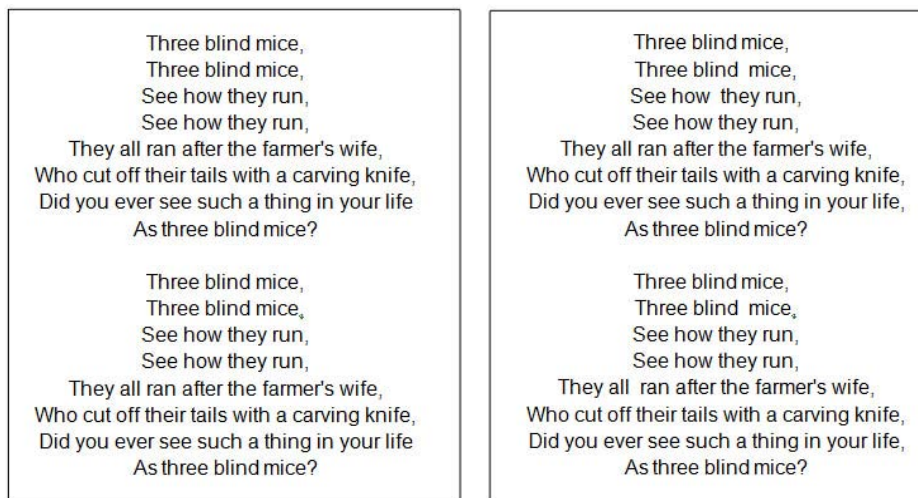 Three blind mice,
Three blind mice,
See how they run,
See how they run,
They all ran after the farmer's wife,
Who cut off their tails with a carving knife,
Did you ever see such a thing in your life
As three blind mice?
Three blind mice,
Three blind mice,
See how they run,
See how they run,
They all ran after the farmer's wife,
Who cut off their tails with a carving knife,
Did you ever see such a thing in your life
As three blind mice?
Three blind mice,
Three blind  mice,
See how  they run,
See how they run,
They all ran after the farmer's wife,
Who cut off their tails with a carving knife,
Did you ever see such a thing in your life,
As three blind mice?
Three blind mice,
Three blind  mice,
See how they run,
See how they run,
They all  ran after the farmer's wife,
Who cut off their tails with a carving knife,
Did you ever see such a thing in your life,
As three blind mice?